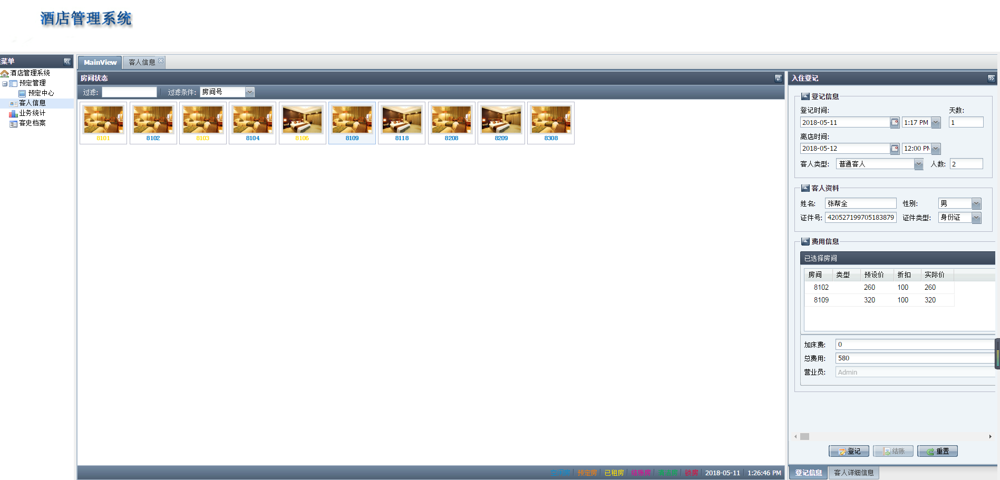 酒店管理系统
菜单
酒店管理系统
预定管理
预定中心
客人信息
业务统计
客史档案
MainView
客人信息
房间状态
过滤:
过滤条件: 房间号
8101 8102 8103 8104 8106 8109 8118 8208 8209 8308
入住登记
登记信息
登记时间: 天数:
2018-05-11 1:17 PM 1
离店时间:
2018-05-12 12:00 PM
客人类型: 普通客人 人数: 2
客人资料
姓名: 张帮全 性别: 男
证件号: 420527199705183879 证件类型: 身份证
费用信息
已选择房间
房间 类型 预设价 折扣 实际价
8102 260 100 260
8109 320 100 320
加床费: 0
总费用: 580
营业员: Admin
登记 结账 重置
空闲房 预定房 已租房 结账房 清洁房 锁房 2018-05-11 1:26:46 PM
登记信息 客人详细信息